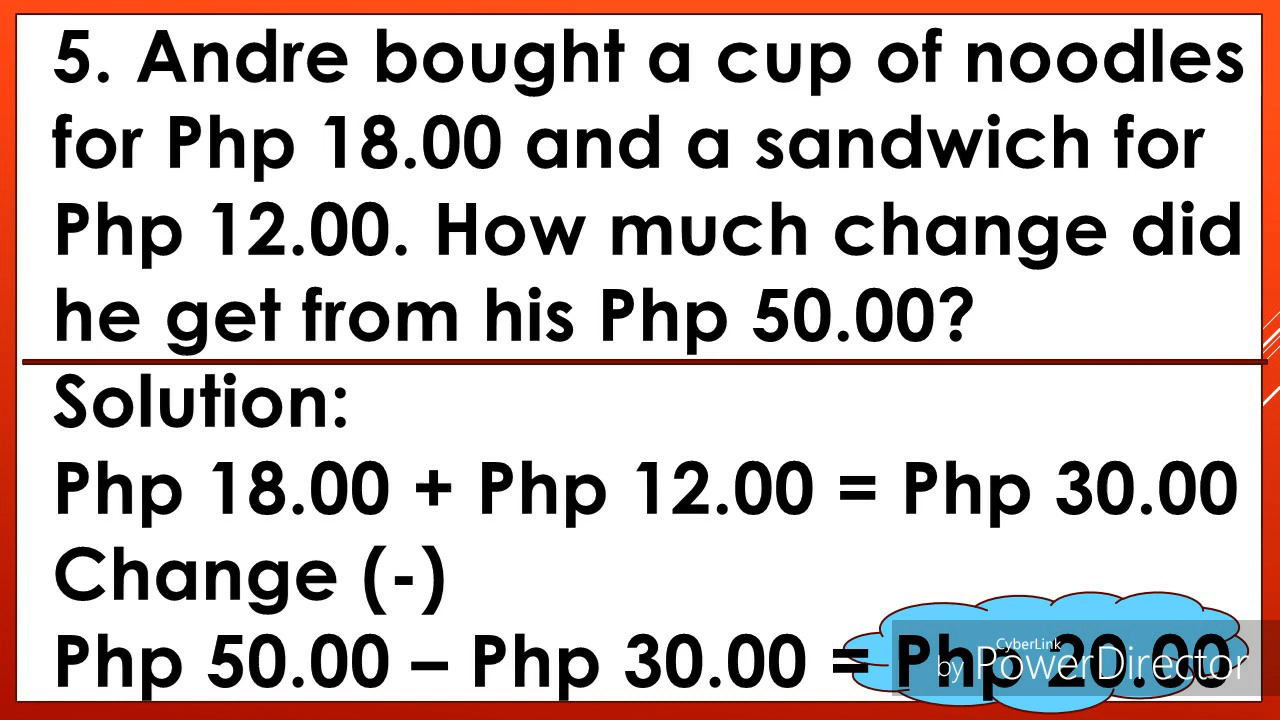 5. Andre bought a cup of noodles
for Php 18.00 and a sandwich for
Php 12.00. How much change did
he get from his Php 50.00?
Solution:
Php 18.00 + Php 12.00 = Php 30.00
Change (-)
Php 50.00 – Php 30.00 = Php 20.00
CyberLink
by PowerDirector